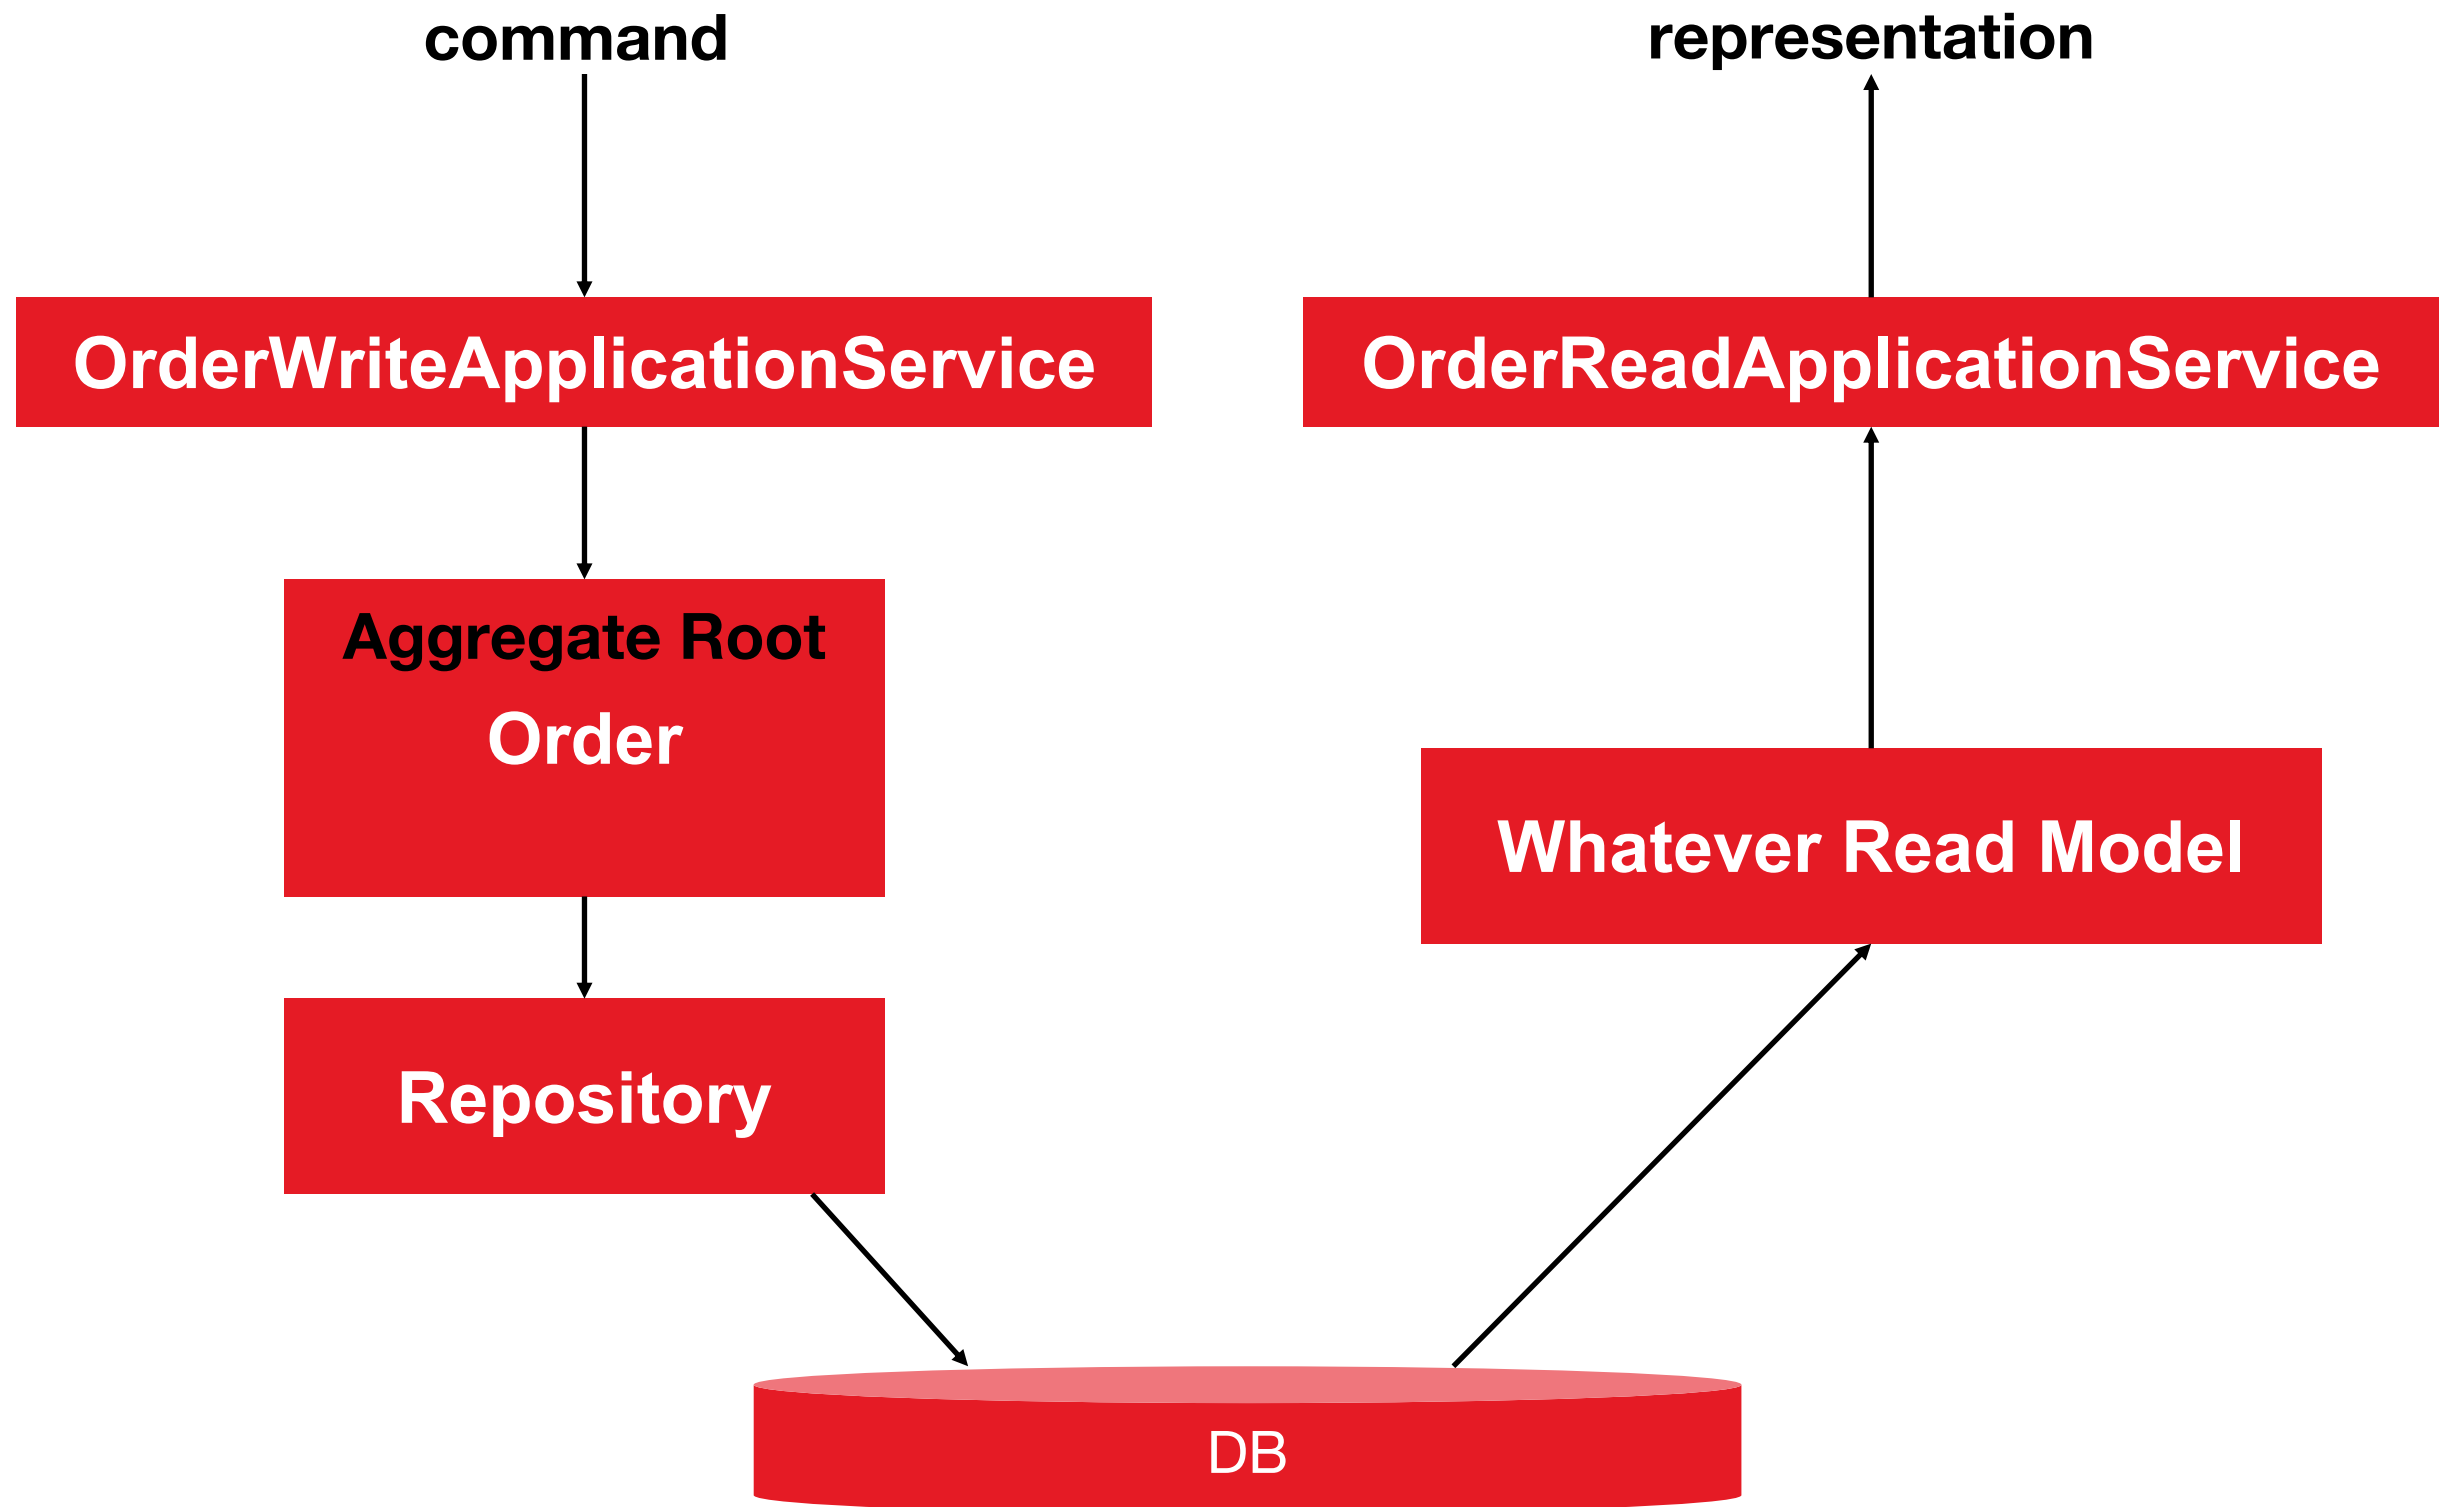 command
representation
OrderWriteApplicationService
OrderReadApplicationService
Aggregate Root
Order
Whatever Read Model
Repository
DB